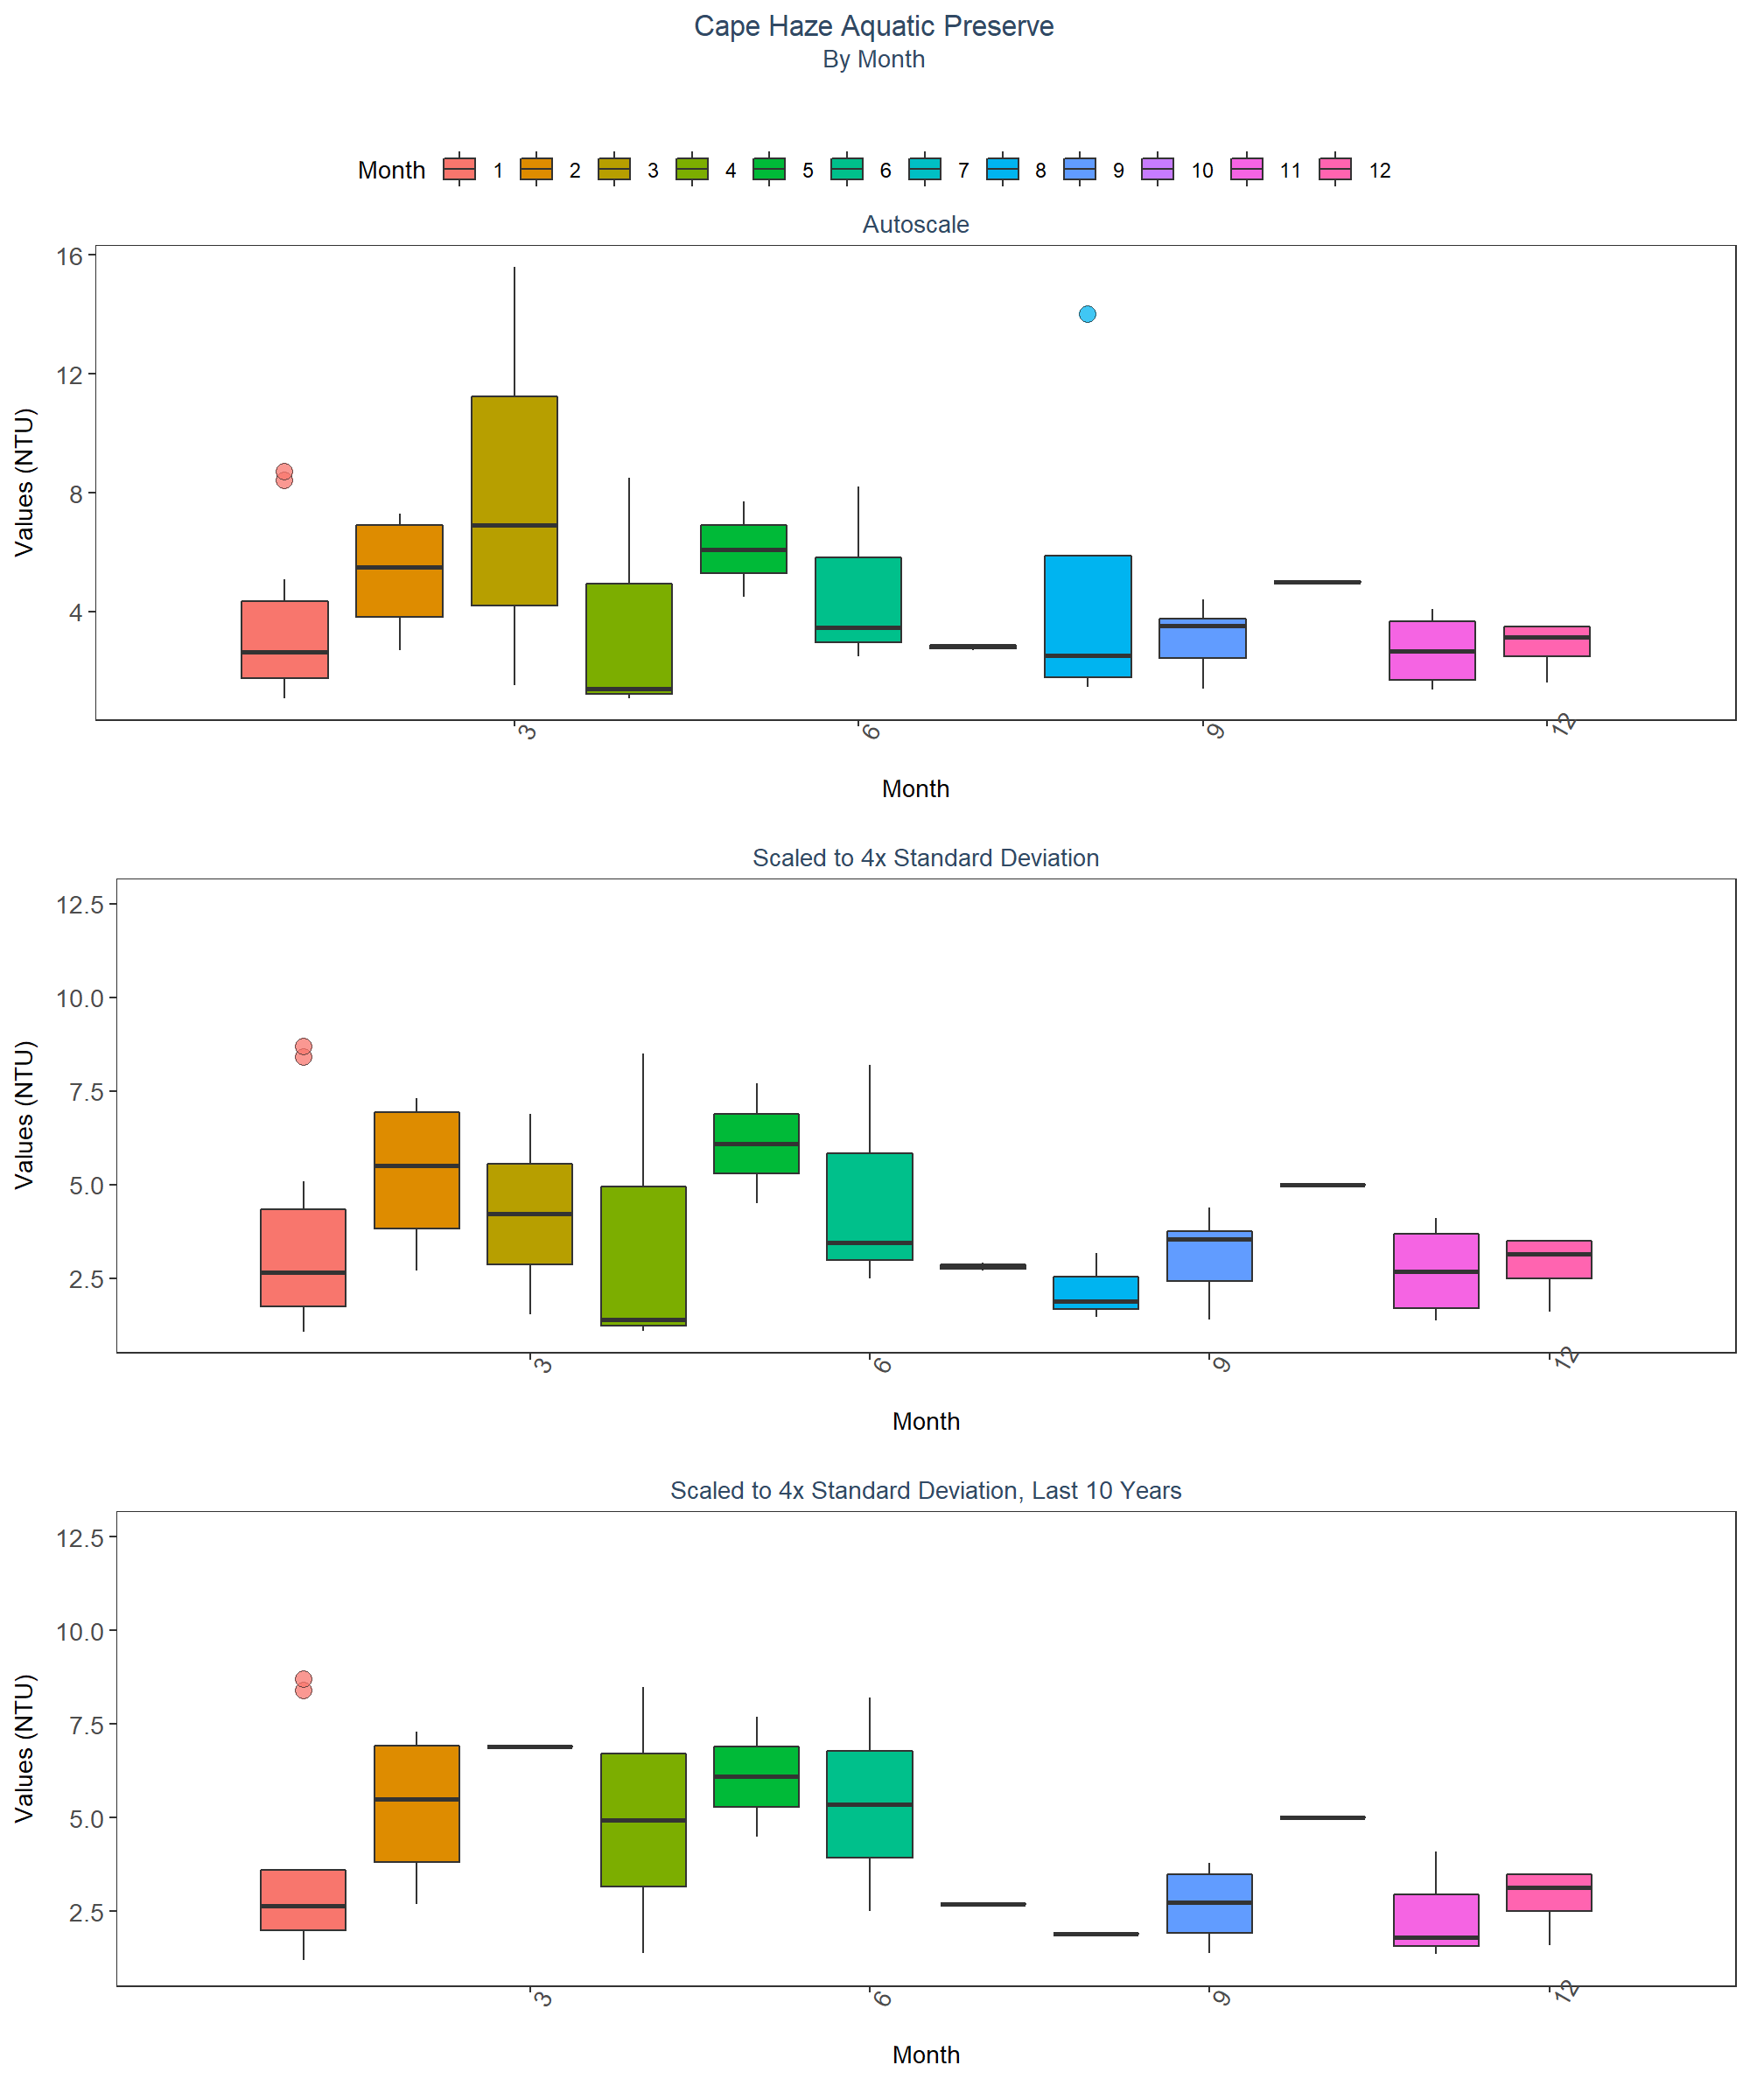 Cape Haze Aquatic Preserve
By Month
Month 1 2 3 4 5 6 7 8 9 10 11 12
Autoscale
16
12
8
4
Values (NTU)
3 6 9 12
Month
Scaled to 4x Standard Deviation
12.5
10.0
7.5
5.0
2.5
Values (NTU)
3 6 9 12
Month
Scaled to 4x Standard Deviation, Last 10 Years
12.5
10.0
7.5
5.0
2.5
Values (NTU)
3 6 9 12
Month